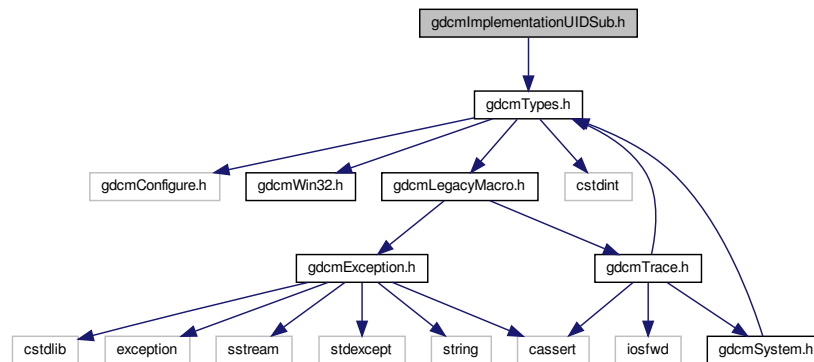 gdcmImplementationUIDSub.h
gdcmTypes.h
gdcmConfigure.h
gdcmWin32.h
gdcmLegacyMacro.h
cstdint
gdcmException.h
gdcmTrace.h
cstdlib
exception
sstream
stdexcept
string
cassert
iosfwd
gdcmSystem.h